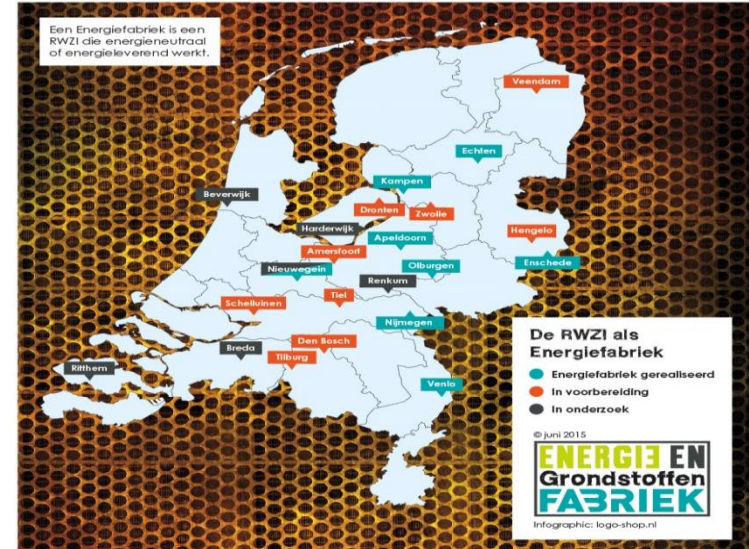 Een Energiefabriek is een
RWZI die energieneutraal
of energieleverend werkt.
Veendam
Echten
Kampen
Beverwijk
Dronten
Zwolle
Harderwijk
Hengelo
Apeldoorn
Amersfoort
Enschede
Nieuwegein
Olburgen
Renkum
Tiel
Schelluinen
Nijmegen
Den Bosch
Breda
Tilburg
Ritthem
Venlo
De RWZI als
Energiefabriek
Energiefabriek gerealiseerd
In voorbereiding
In onderzoek
© juni 2015
ENERGIE EN
Grondstoffen
FABRIEK
Infographic: logo-shop.nl